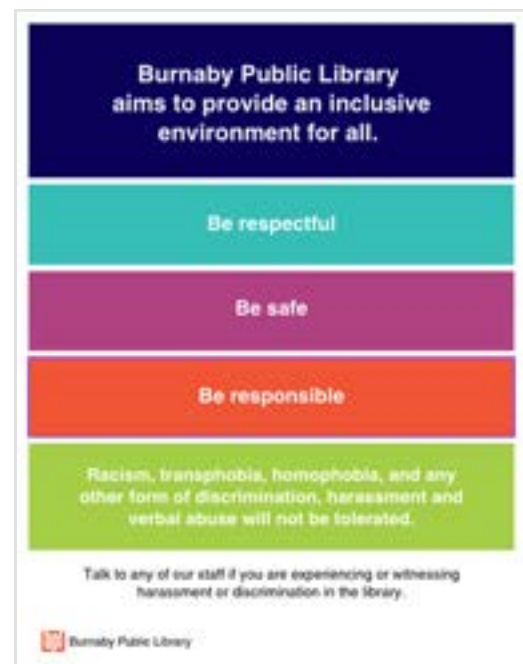 Burnaby Public Library
aims to provide an inclusive
environment for all.
Be respectful
Be safe
Be responsible
Racism, transphobia, homophobia, and any
other form of discrimination, harassment and
verbal abuse will not be tolerated.
Talk to any of our staff if you are experiencing or witnessing
harassment or discrimination in the library.
Burnaby Public Library